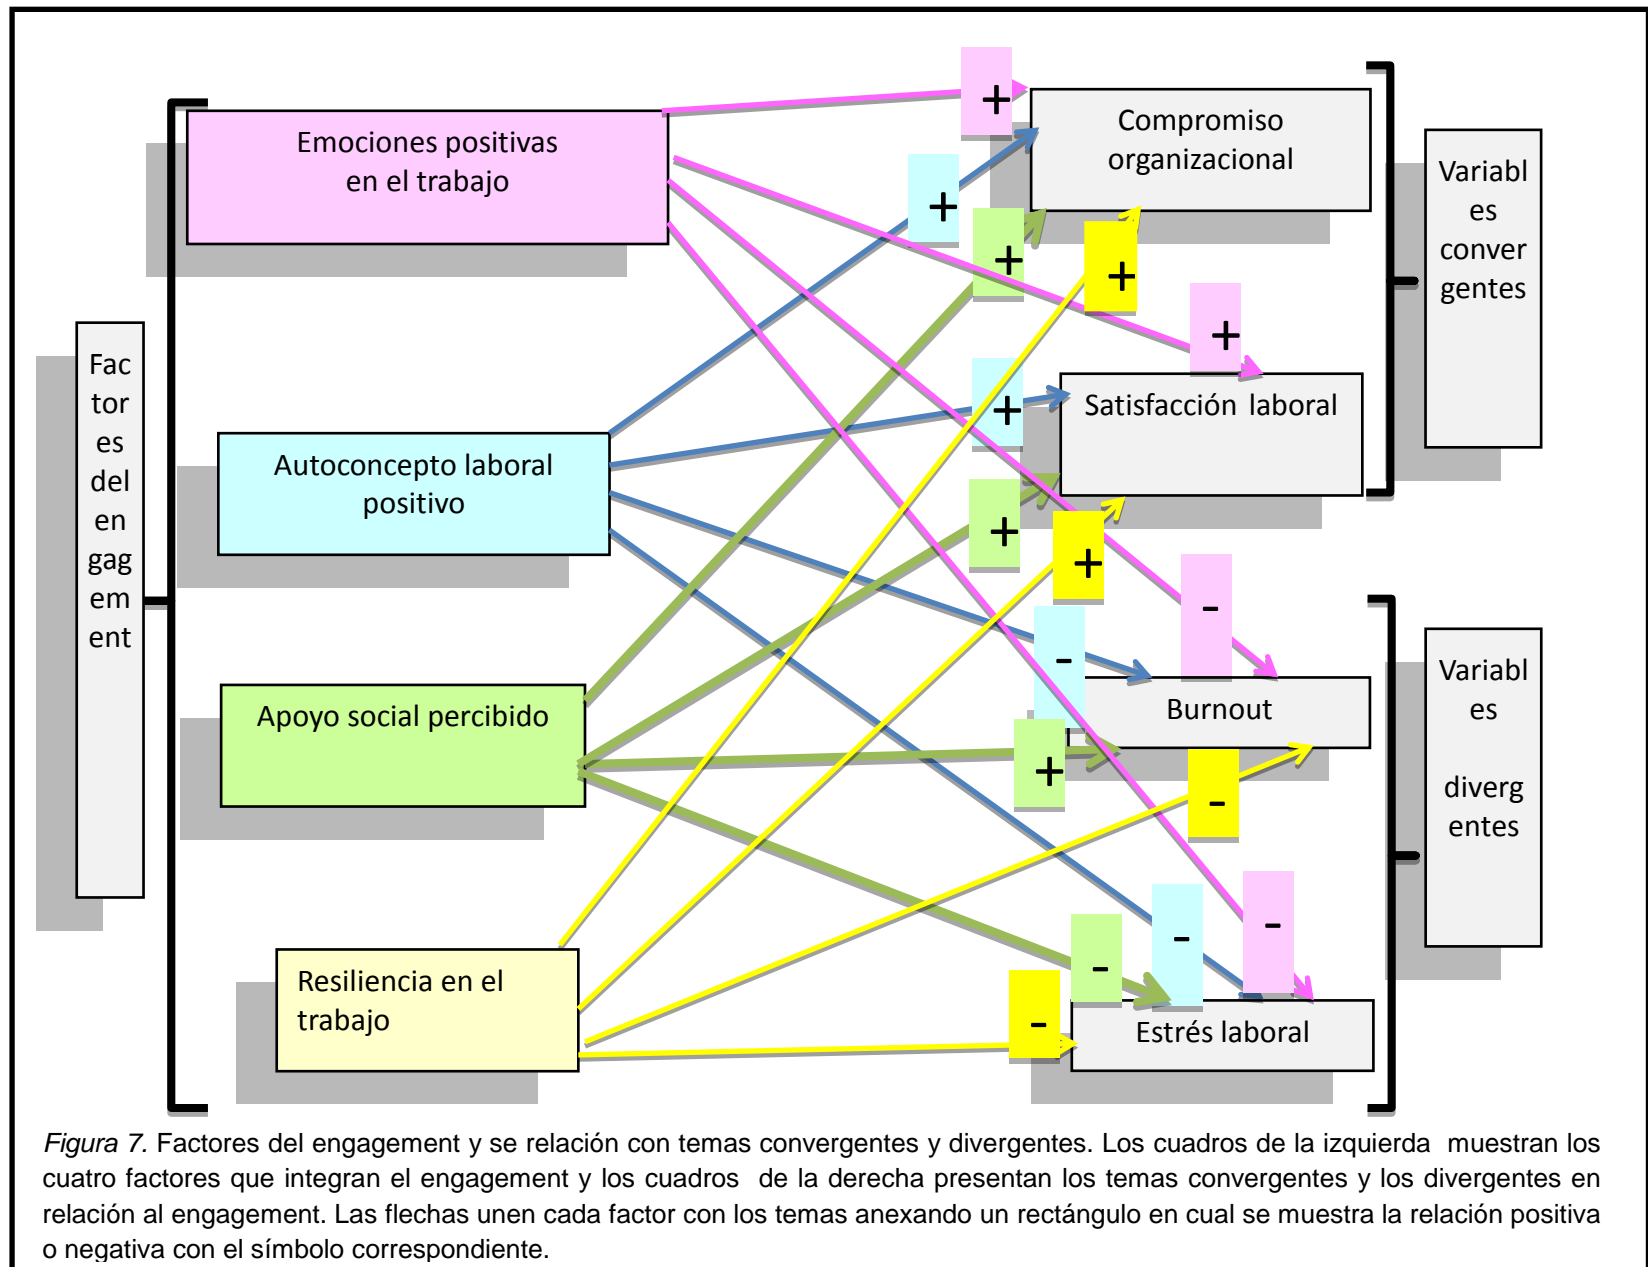 Emociones positivas
en el trabajo
+
Compromiso
organizacional
+
+
+
Variabl
es
conver
gentes
+
Fac
tor
es
del
en
gag
em
ent
Autoconcepto laboral
positivo
+
Satisfacción laboral
+
+
-
-
Apoyo social percibido
Burnout
+
-
Variabl
es
diverg
entes
Resiliencia en el
trabajo
-
-
-
-
Estrés laboral
Figura 7. Factores del engagement y se relación con temas convergentes y divergentes. Los cuadros de la izquierda muestran los
cuatro factores que integran el engagement y los cuadros de la derecha presentan los temas convergentes y los divergentes en
relación al engagement. Las flechas unen cada factor con los temas anexando un rectángulo en cual se muestra la relación positiva
o negativa con el símbolo correspondiente.